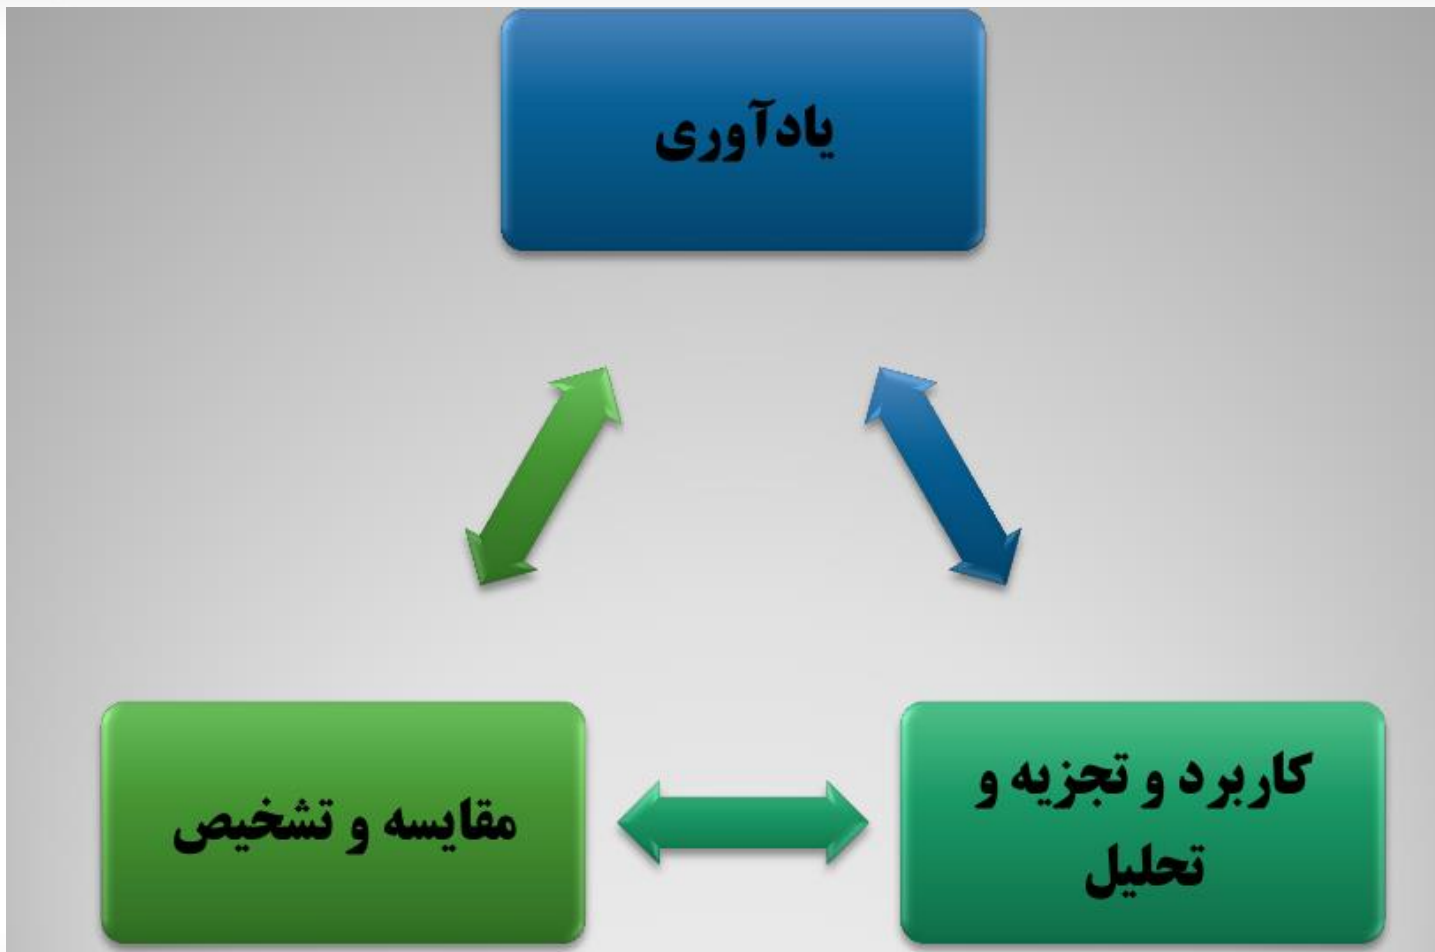 یادآوری
کاربرد و تجزیه و
تحلیل
مقایسه و تشخیص